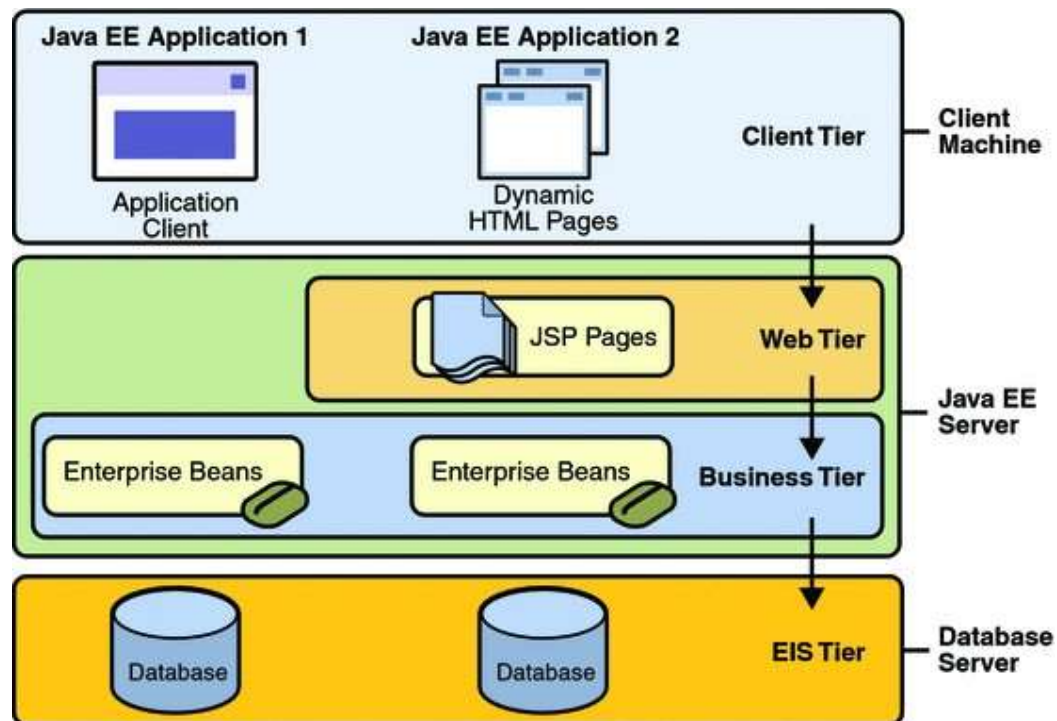 Java EE Application 1
Java EE Application 2
Application
Client
Dynamic
HTML Pages
Client Tier
Client
Machine
JSP Pages
Web Tier
Java EE
Server
Enterprise Beans
Enterprise Beans
Business Tier
Database
Database
EIS Tier
Database
Server